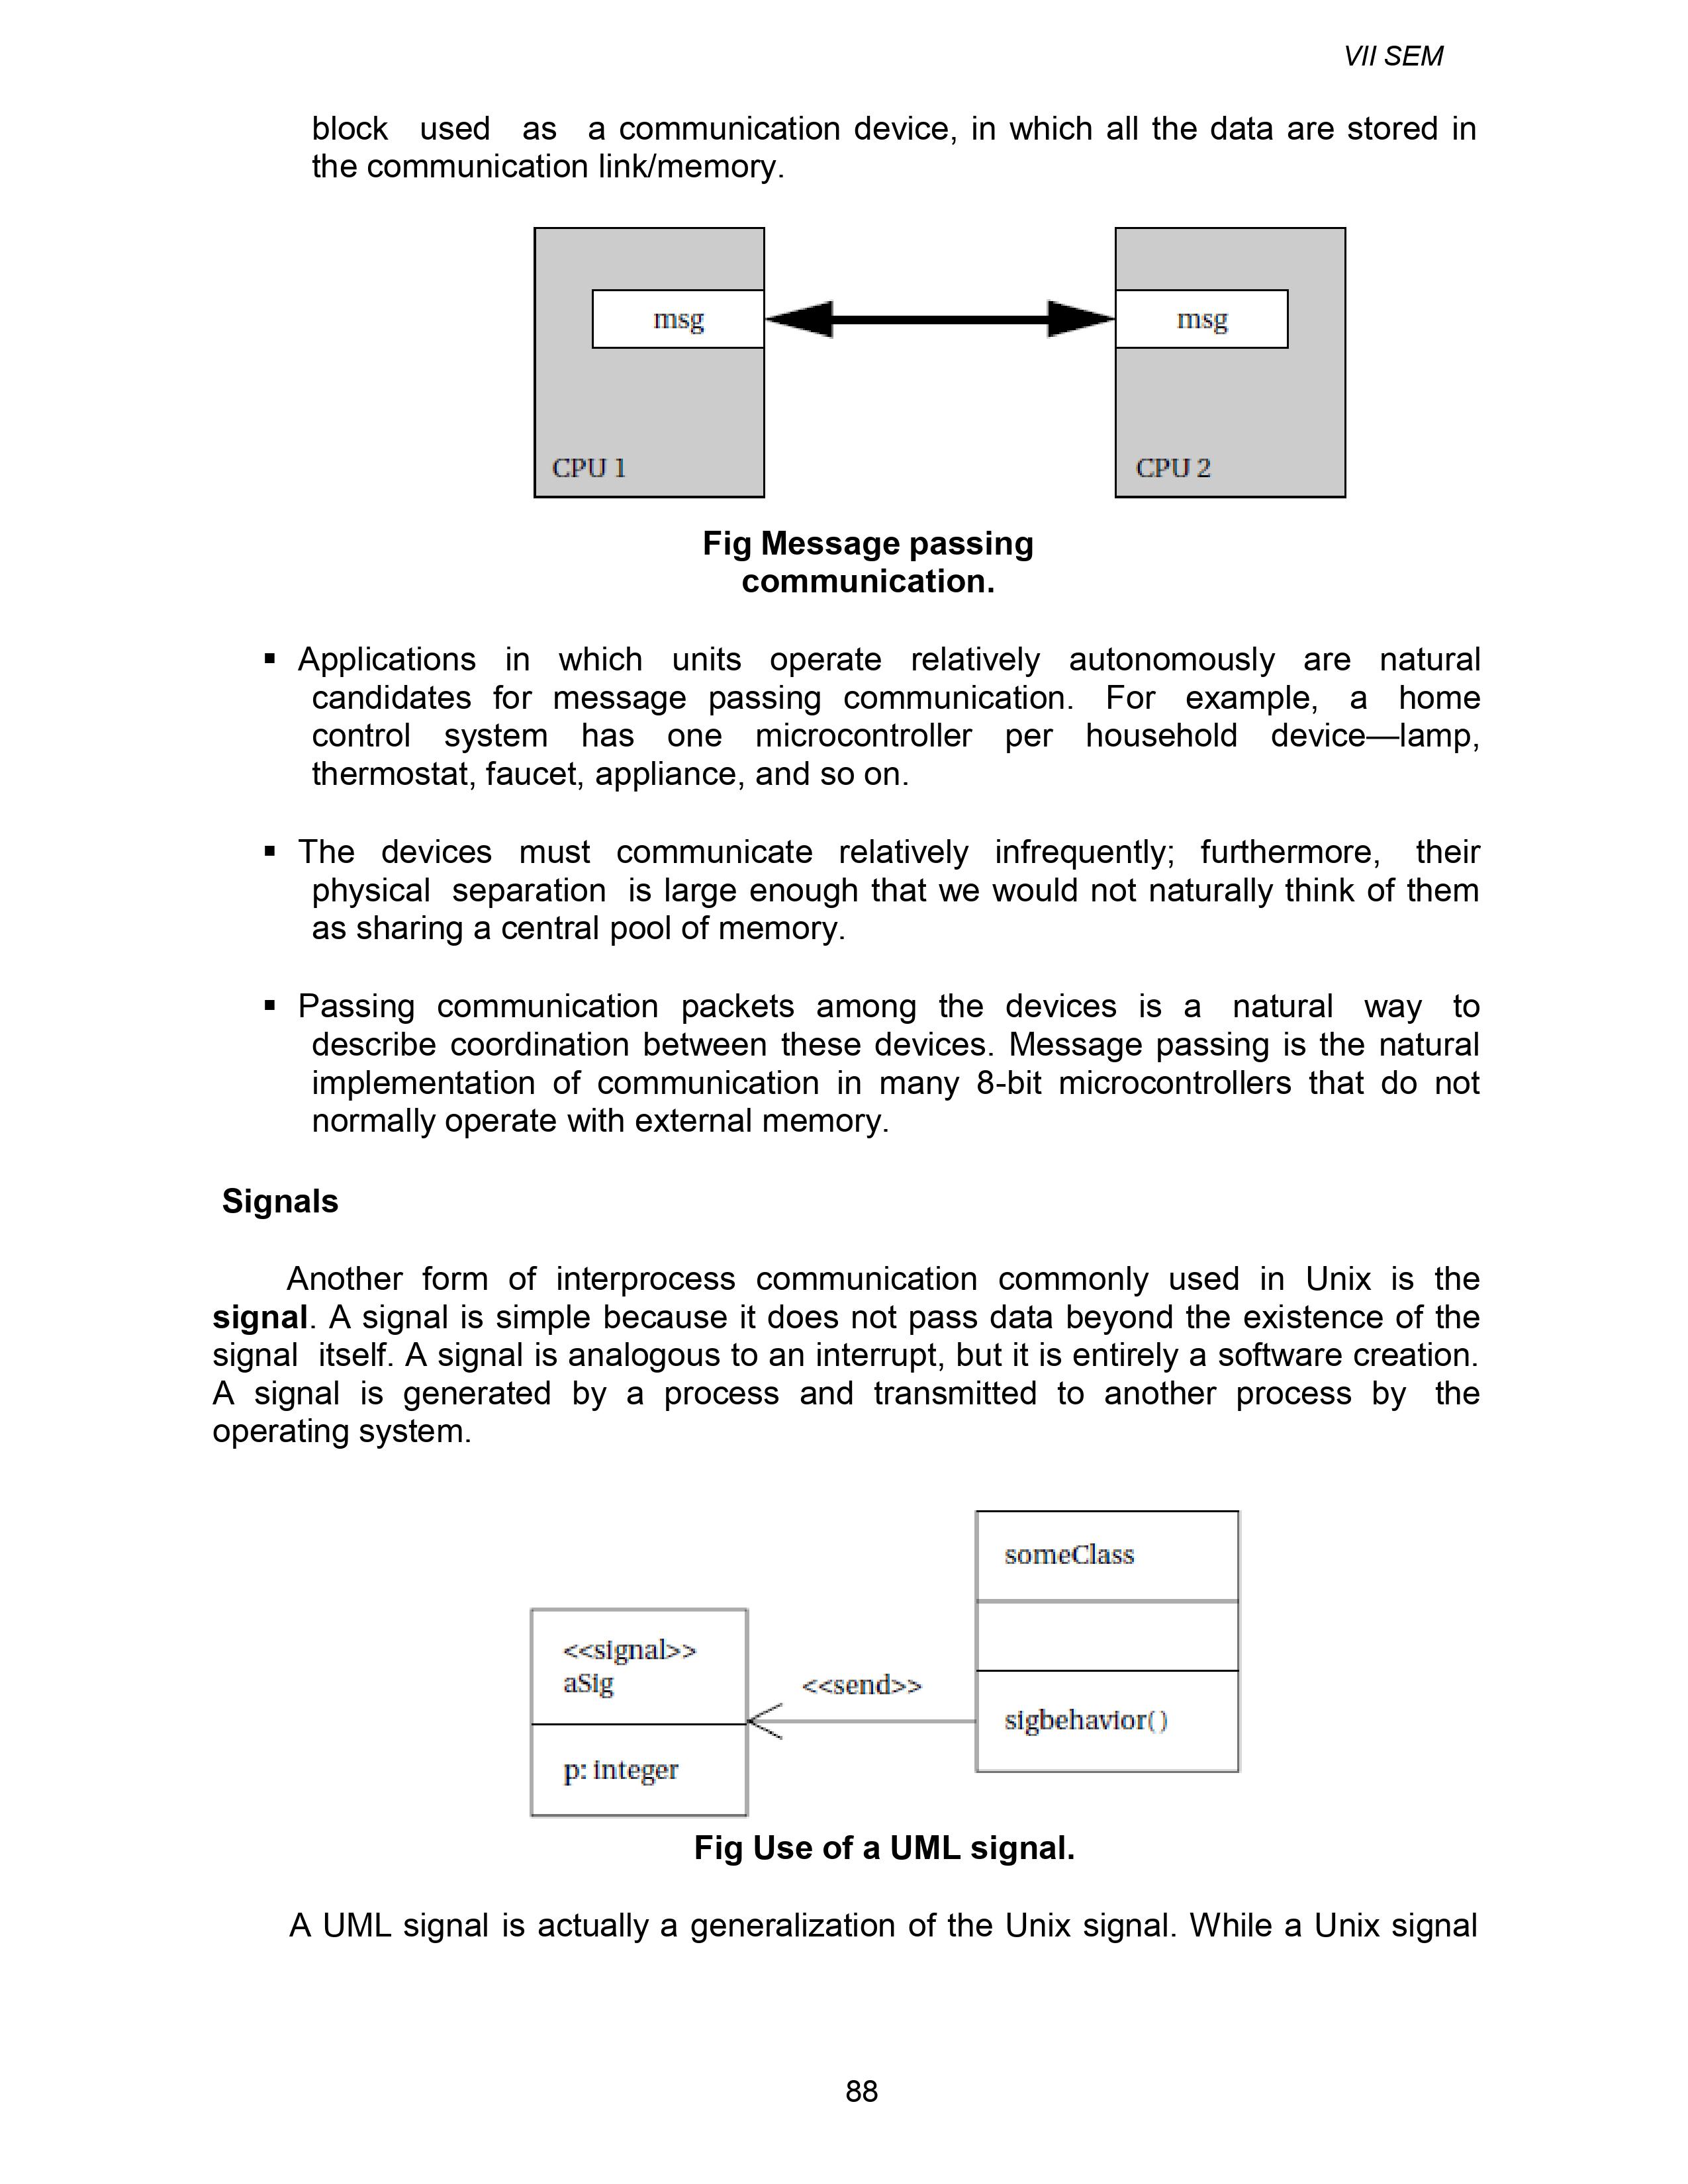 VII SEM
block used as a communication device, in which all the data are stored in
the communication link/memory.
msg
msg
CPU 1
CPU 2
Fig Message passing
communication.
▪ Applications in which units operate relatively autonomously are natural
candidates for message passing communication. For example, a home
control system has one microcontroller per household device—lamp,
thermostat, faucet, appliance, and so on.
▪ The devices must communicate relatively infrequently; furthermore, their
physical separation is large enough that we would not naturally think of them
as sharing a central pool of memory.
▪ Passing communication packets among the devices is a natural way to
describe coordination between these devices. Message passing is the natural
implementation of communication in many 8-bit microcontrollers that do not
normally operate with external memory.
Signals
Another form of interprocess communication commonly used in Unix is the
signal. A signal is simple because it does not pass data beyond the existence of the
signal itself. A signal is analogous to an interrupt, but it is entirely a software creation.
A signal is generated by a process and transmitted to another process by the
operating system.
someClass
<<signal>>
aSig
<<send>>
sigbehavior( )
p: integer
Fig Use of a UML signal.
A UML signal is actually a generalization of the Unix signal. While a Unix signal
88